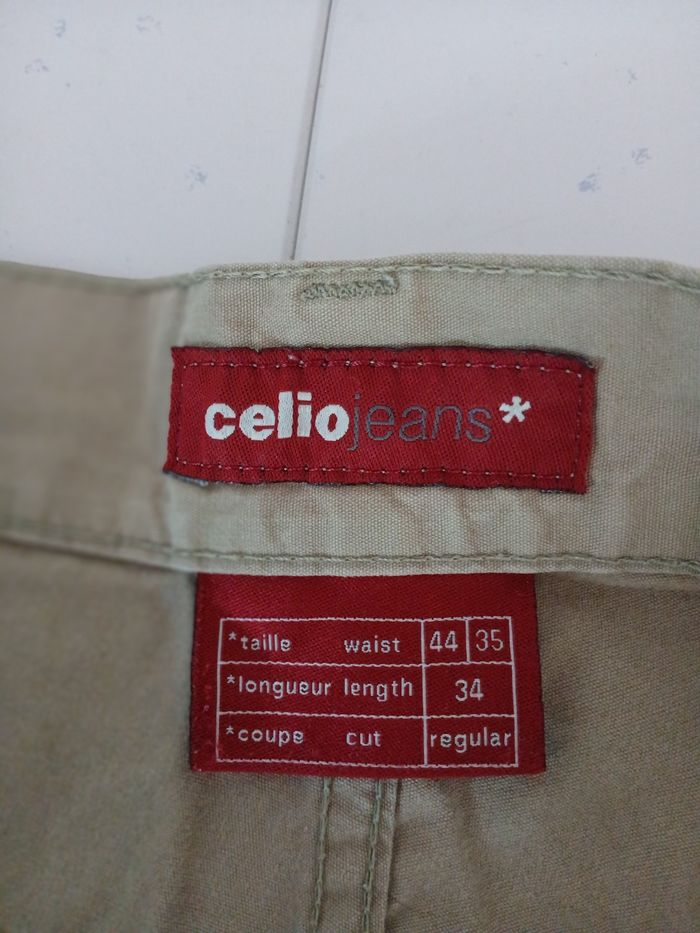 celiojeans*
*taille waist 44 35
*longueur length 34
*coupe cut regular